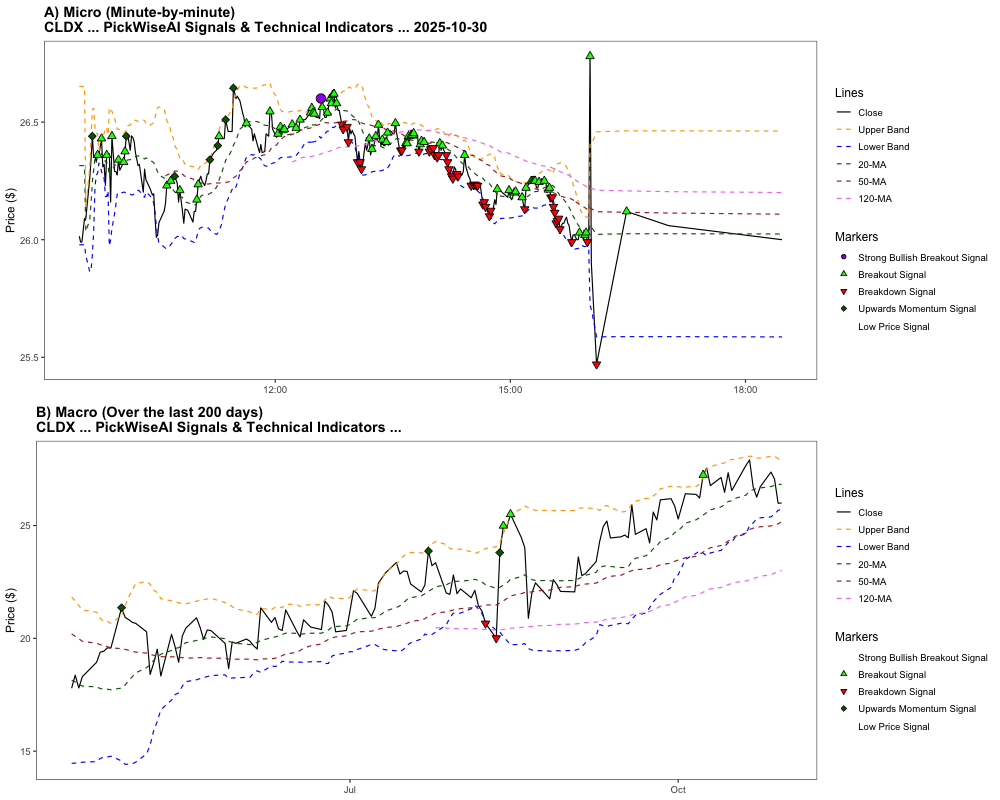 A) Micro (Minute-by-minute)
CLDX ... PickWiseAI Signals & Technical Indicators ... 2025-10-30
Price ($)
26.5
26.0
25.5
12:00
15:00
18:00
Lines
Close
Upper Band
Lower Band
20-MA
50-MA
120-MA
Markers
Strong Bullish Breakout Signal
Breakout Signal
Breakdown Signal
Upwards Momentum Signal
Low Price Signal
B) Macro (Over the last 200 days)
CLDX ... PickWiseAI Signals & Technical Indicators ...
Price ($)
25
20
15
Jul
Oct
Lines
Close
Upper Band
Lower Band
20-MA
50-MA
120-MA
Markers
Strong Bullish Breakout Signal
Breakout Signal
Breakdown Signal
Upwards Momentum Signal
Low Price Signal